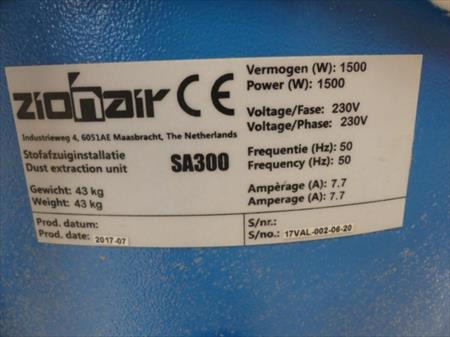 zionair CE
Industrieweg 4, 6051AE Maasbracht, The Netherlands
Stofafzuiginstallatie
Dust extraction unit
SA300
Gewicht: 43 kg
Weight: 43 kg
Prod. datum:
Prod. date: 2017-07
Vermogen (W): 1500
Power (W): 1500
Voltage/Fase: 230V
Voltage/Phase: 230V
Frequentie (Hz): 50
Frequency (Hz): 50
Ampèrage (A): 7.7
Amperage (A): 7.7
S/nr.:
S/no.: 17VAL-002-06-20